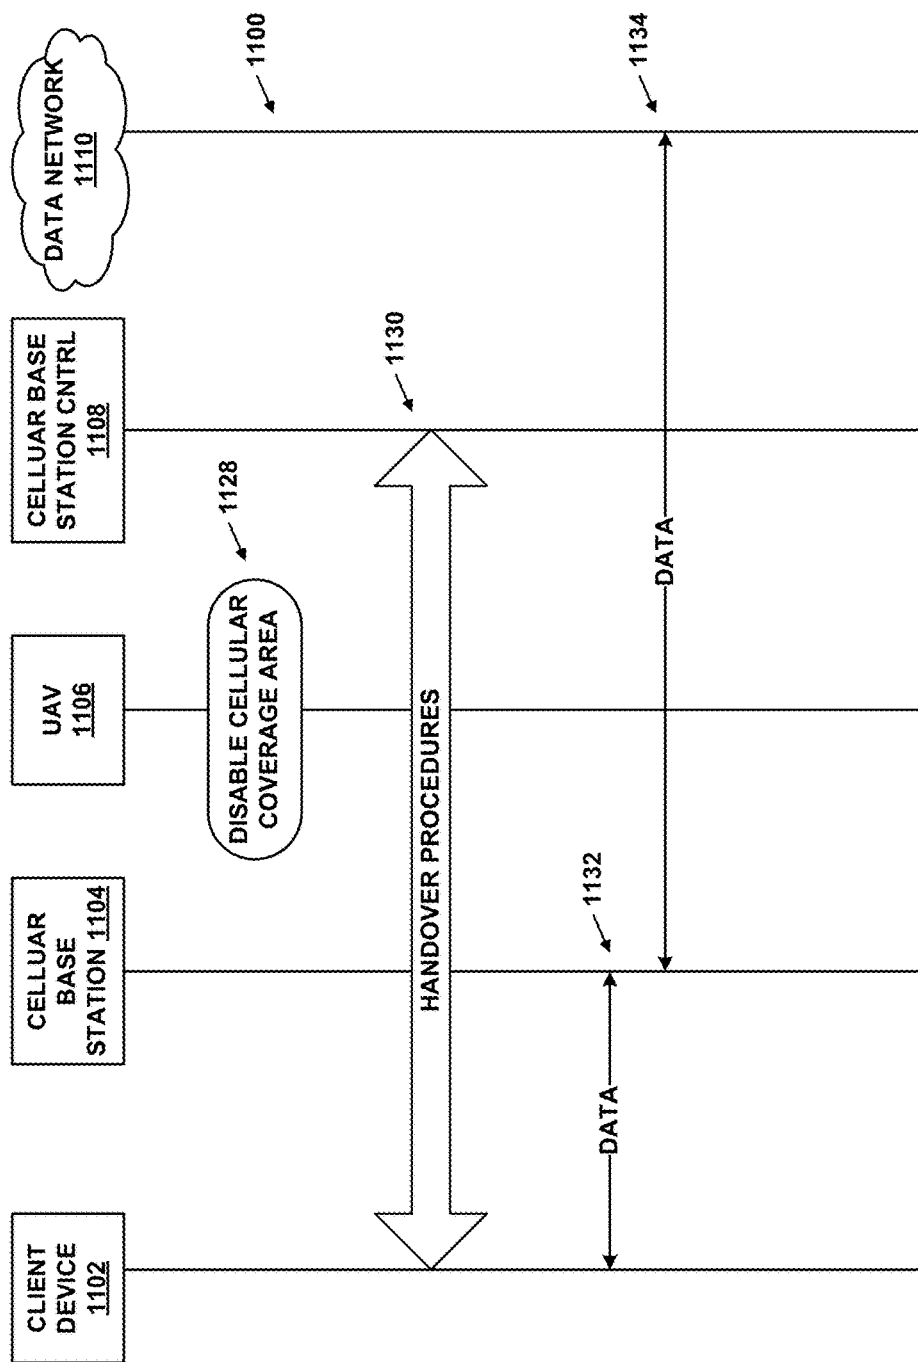 CLIENT
DEVICE
1102
CELLUAR
BASE
STATION 1104
UAV
1106
CELLUAR BASE
STATION CNTRL
1108
DATA NETWORK
1110
1100
DISABLE CELLULAR
COVERAGE AREA
1128
HANDOVER PROCEDURES
1130
DATA
1132
DATA
1134